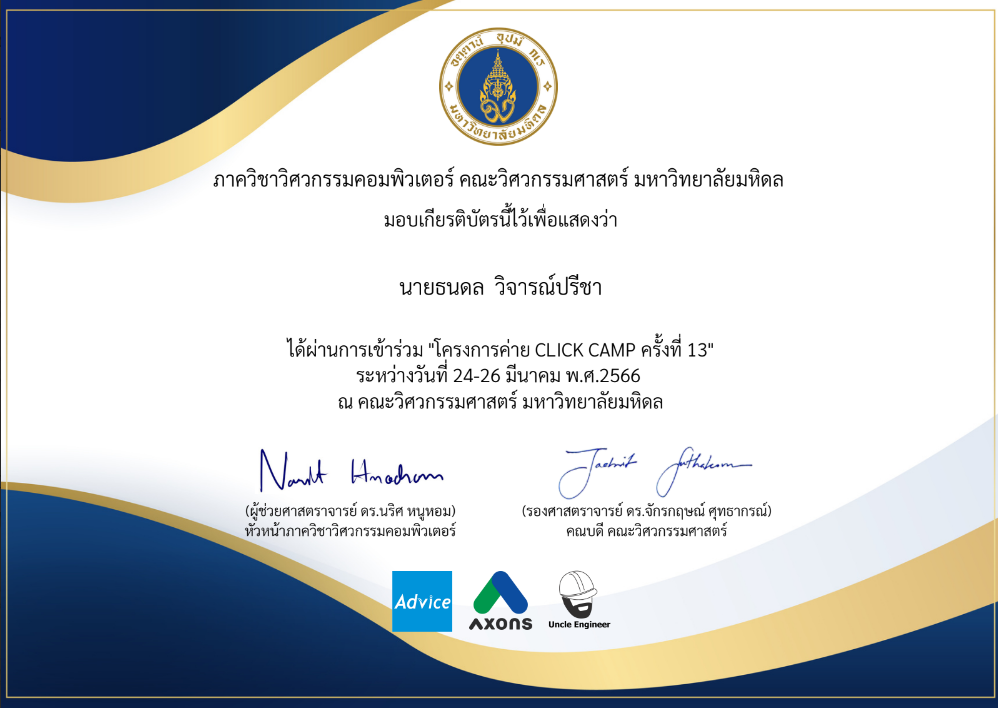 อตฺตานํ อุปมํ กเร
มหาวิทยาลัยมหิดล
ภาควิชาวิศวกรรมคอมพิวเตอร์ คณะวิศวกรรมศาสตร์ มหาวิทยาลัยมหิดล
มอบเกียรติบัตรนี้ไว้เพื่อแสดงว่า
นายธนดล วิจารณ์ปรีชา
ได้ผ่านการเข้าร่วม "โครงการค่าย CLICK CAMP ครั้งที่ 13"
ระหว่างวันที่ 24-26 มีนาคม พ.ศ.2566
ณ คณะวิศวกรรมศาสตร์ มหาวิทยาลัยมหิดล
(ผู้ช่วยศาสตราจารย์ ดร.นริศ หนูหอม)
หัวหน้าภาควิชาวิศวกรรมคอมพิวเตอร์
(รองศาสตราจารย์ ดร.จักรกฤษณ์ ศุทธากรณ์)
คณบดี คณะวิศวกรรมศาสตร์
Advice
AXONS
Uncle Engineer